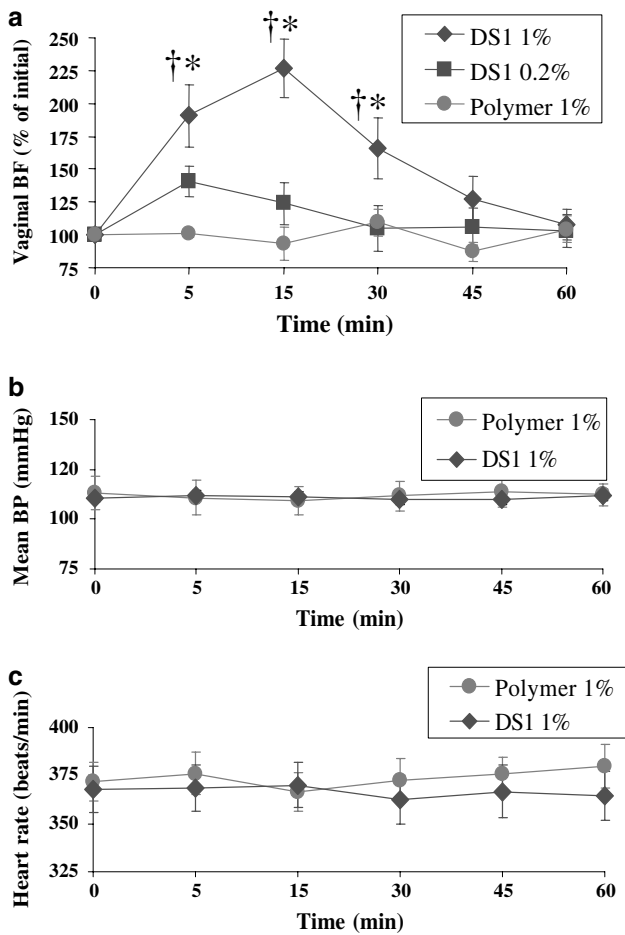 a
DS1 1%
DS1 0.2%
Polymer 1%
†* †* †*
Vaginal BF (% of initial)
250
225
200
175
150
125
100
75
0 5 15 30 45 60
Time (min)
b
Polymer 1%
DS1 1%
Mean BP (mmHg)
150
120
110
75
0 5 15 30 45 60
Time (min)
c
Polymer 1%
DS1 1%
Heart rate (beats/min)
400
375
350
325
0 5 15 30 45 60
Time (min)